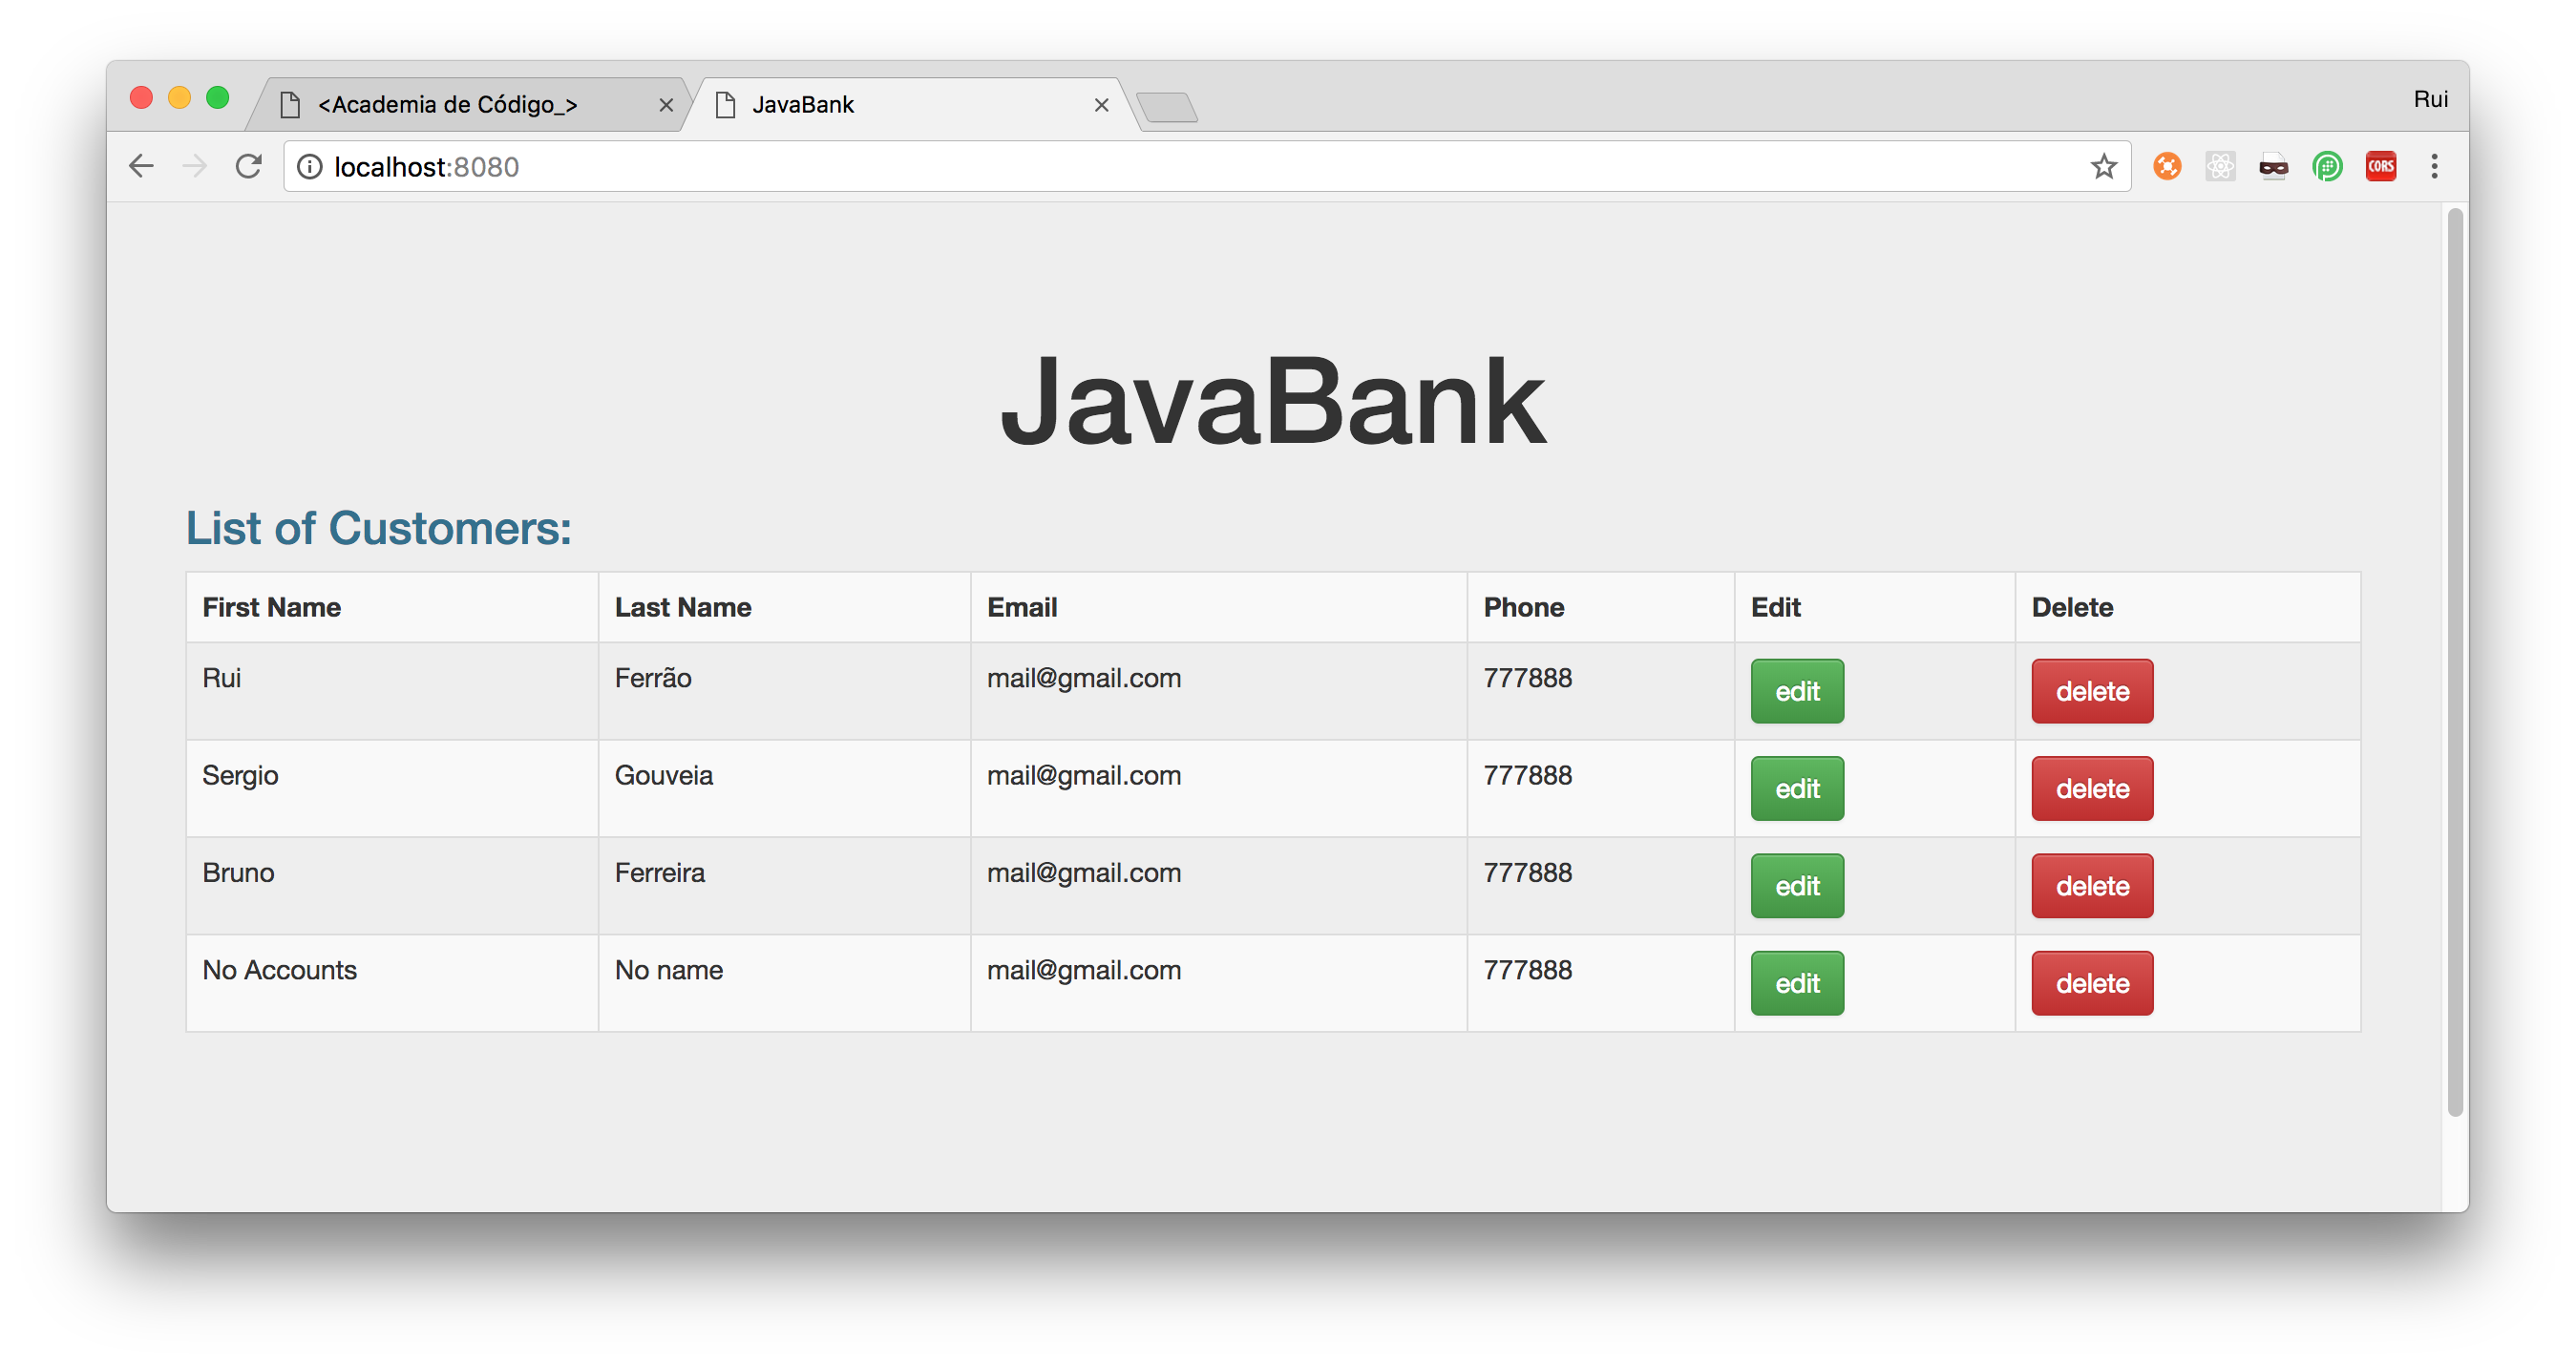 <Academia de Código_> JavaBank Rui
localhost:8080 CORS
JavaBank
List of Customers:
First Name Last Name Email Phone Edit Delete
Rui Ferrão mail@gmail.com 777888 edit delete
Sergio Gouveia mail@gmail.com 777888 edit delete
Bruno Ferreira mail@gmail.com 777888 edit delete
No Accounts No name mail@gmail.com 777888 edit delete